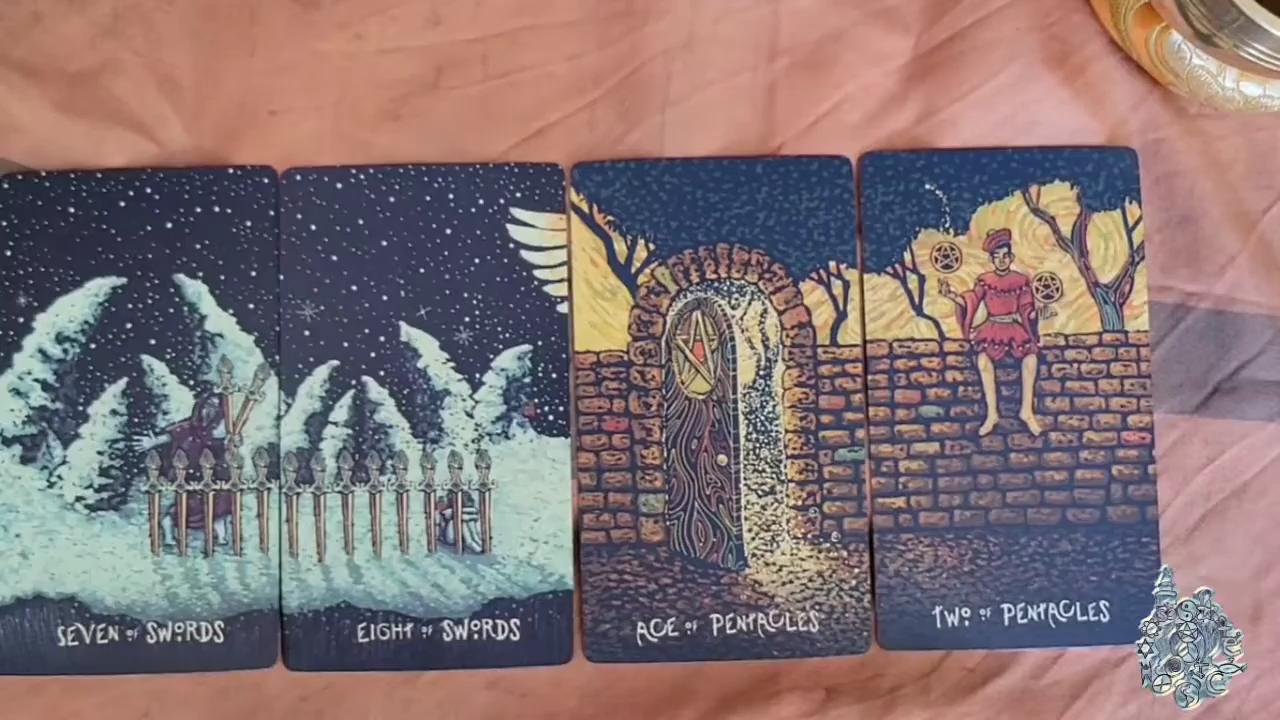 SEVEN OF SWORDS
EIGHT OF SWORDS
ACE OF PENTACLES
TWO OF PENTACLES